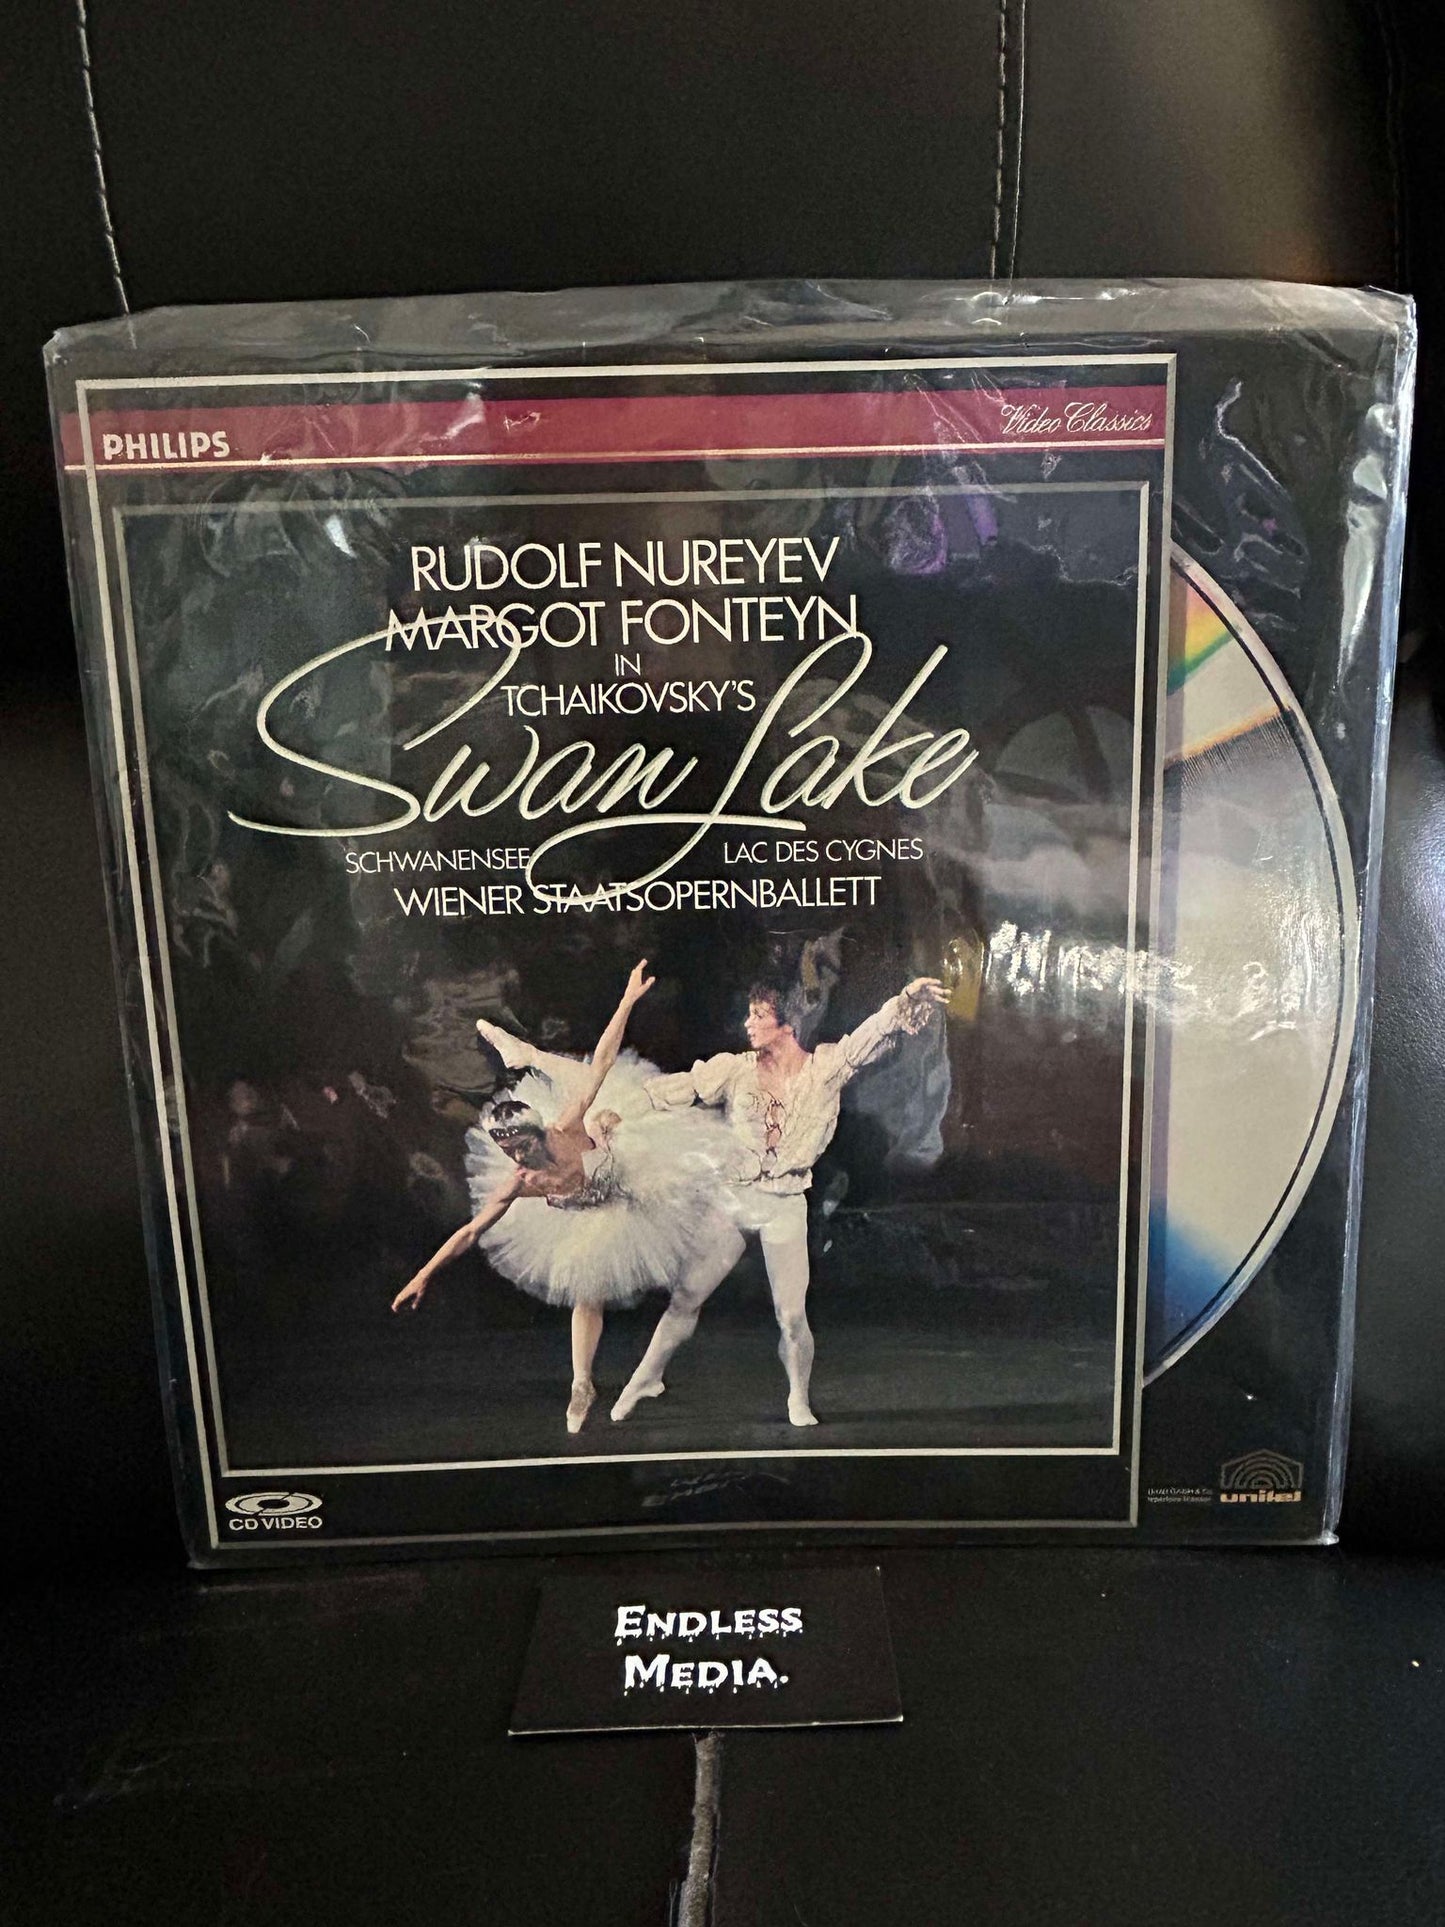 PHILIPS
Video Classics
RUDOLF NUREYEV
MARGOT FONTEYN
IN
TCHAIKOVSKY'S
Swan Lake
SCHWANENSEE
LAC DES CYGNES
WIENER STAATSOPERNBALLETT
CD VIDEO
unitel
ENDLESS
MEDIA.